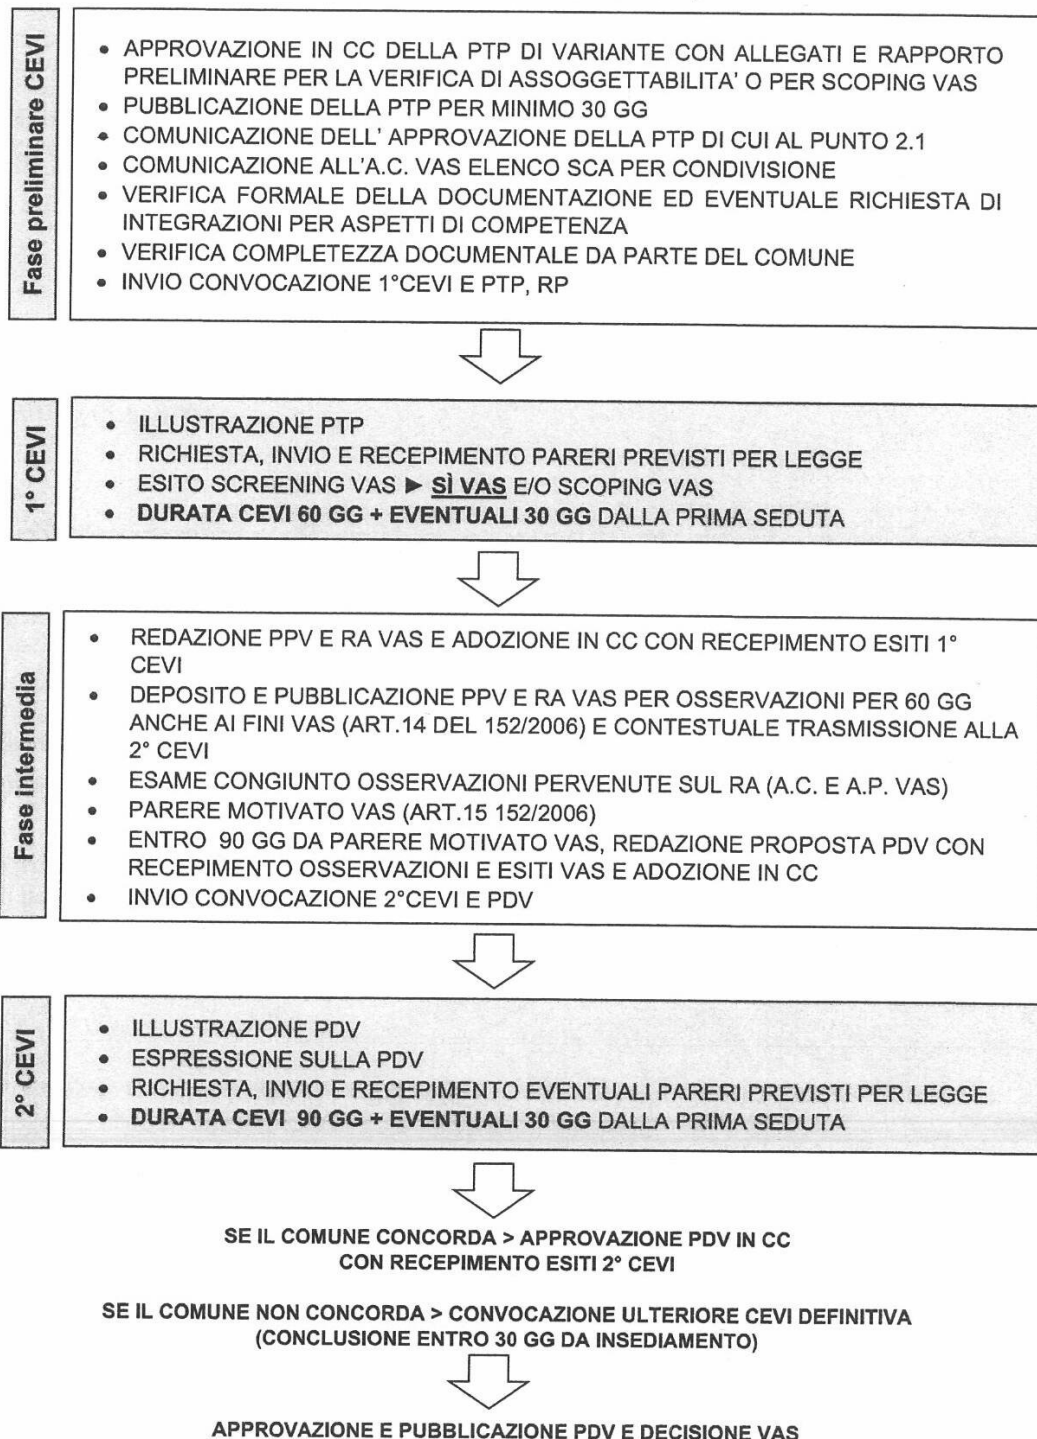 Fase preliminare CEVI
• APPROVAZIONE IN CC DELLA PTP DI VARIANTE CON ALLEGATI E RAPPORTO
PRELIMINARE PER LA VERIFICA DI ASSOGGETTABILITA' O PER SCOPING VAS
• PUBBLICAZIONE DELLA PTP PER MINIMO 30 GG
• COMUNICAZIONE DELL' APPROVAZIONE DELLA PTP DI CUI AL PUNTO 2.1
• COMUNICAZIONE ALL'A.C. VAS ELENCO SCA PER CONDIVISIONE
• VERIFICA FORMALE DELLA DOCUMENTAZIONE ED EVENTUALE RICHIESTA DI
INTEGRAZIONI PER ASPETTI DI COMPETENZA
• VERIFICA COMPLETEZZA DOCUMENTALE DA PARTE DEL COMUNE
• INVIO CONVOCAZIONE 1°CEVI E PTP, RP
1° CEVI
• ILLUSTRAZIONE PTP
• RICHIESTA, INVIO E RECEPIMENTO PARERI PREVISTI PER LEGGE
• ESITO SCREENING VAS ► SÌ VAS E/O SCOPING VAS
• DURATA CEVI 60 GG + EVENTUALI 30 GG DALLA PRIMA SEDUTA
Fase intermedia
• REDAZIONE PPV E RA VAS E ADOZIONE IN CC CON RECEPIMENTO ESITI 1°
CEVI
• DEPOSITO E PUBBLICAZIONE PPV E RA VAS PER OSSERVAZIONI PER 60 GG
ANCHE AI FINI VAS (ART.14 DEL 152/2006) E CONTESTUALE TRASMISSIONE ALLA
2° CEVI
• ESAME CONGIUNTO OSSERVAZIONI PERVENUTE SUL RA (A.C. E A.P. VAS)
• PARERE MOTIVATO VAS (ART.15 152/2006)
• ENTRO 90 GG DA PARERE MOTIVATO VAS, REDAZIONE PROPOSTA PDV CON
RECEPIMENTO OSSERVAZIONI E ESITI VAS E ADOZIONE IN CC
• INVIO CONVOCAZIONE 2°CEVI E PDV
2° CEVI
• ILLUSTRAZIONE PDV
• ESPRESSIONE SULLA PDV
• RICHIESTA, INVIO E RECEPIMENTO EVENTUALI PARERI PREVISTI PER LEGGE
• DURATA CEVI 90 GG + EVENTUALI 30 GG DALLA PRIMA SEDUTA
SE IL COMUNE CONCORDA > APPROVAZIONE PDV IN CC
CON RECEPIMENTO ESITI 2° CEVI
SE IL COMUNE NON CONCORDA > CONVOCAZIONE ULTERIORE CEVI DEFINITIVA
(CONCLUSIONE ENTRO 30 GG DA INSEDIAMENTO)
APPROVAZIONE E PUBBLICAZIONE PDV E DECISIONE VAS